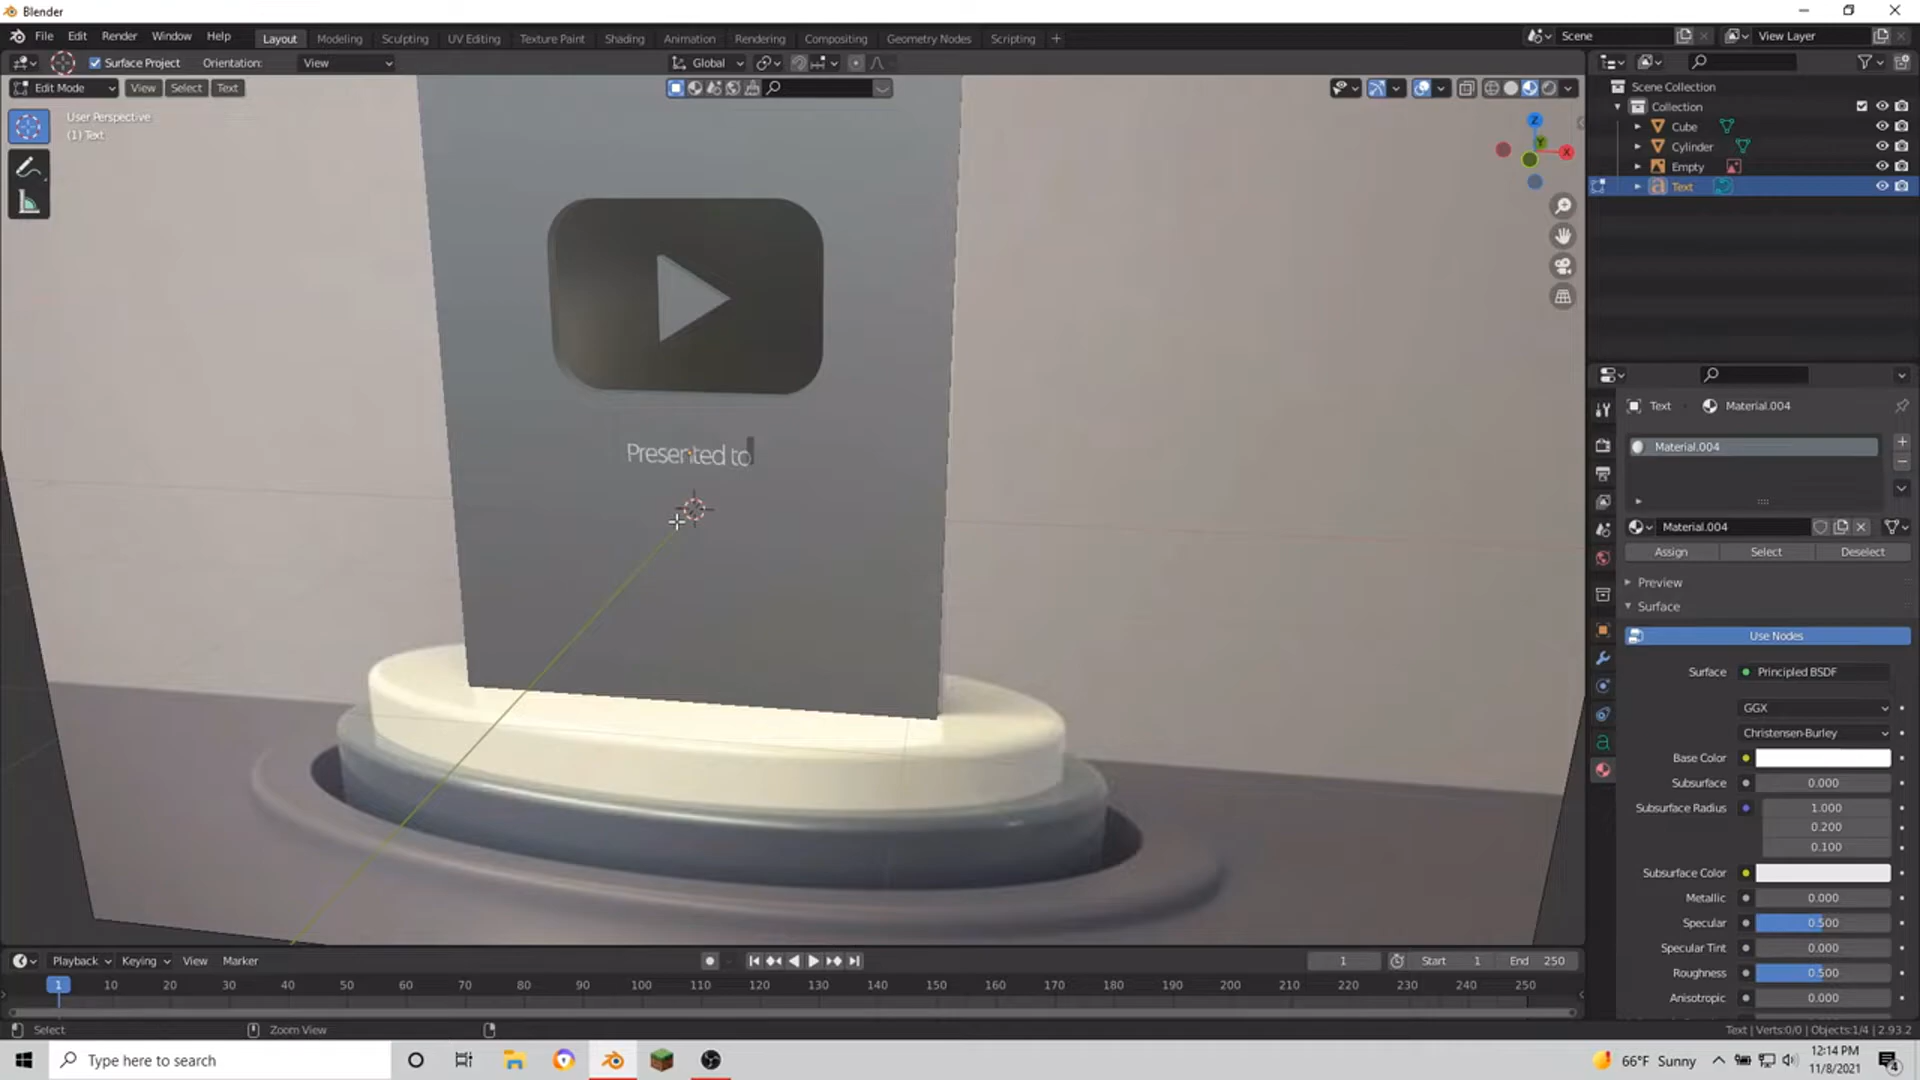 Blender
File Edit Render Window Help
Layout Modeling Sculpting UV Editing Texture Paint Shading Animation Rendering Compositing Geometry Nodes Scripting +
Scene
View Layer
Surface Project Orientation: View
Global
Edit Mode View Select Text
User Perspective
(1) Text
Z
Y
X
Presented to
Scene Collection
Collection
Cube
Cylinder
Empty
Text
Text Material.004
Material.004
Material.004
Assign Select Deselect
Preview
Surface
Use Nodes
Surface Principled BSDF
GGX
Christensen-Burley
Base Color
Subsurface 0.000
Subsurface Radius 1.000
0.200
0.100
Subsurface Color
Metallic 0.000
Specular 0.500
Specular Tint 0.000
Roughness 0.500
Anisotropic 0.000
Playback Keying View Marker
1 Start 1 End 250
1 10 20 30 40 50 60 70 80 90 100 110 120 130 140 150 160 170 180 190 200 210 220 230 240 250
Select Zoom View
Text | Verts:0/0 | Objects:1/4 | 2.93.2
Type here to search
66°F Sunny
12:14 PM
11/8/2021
4